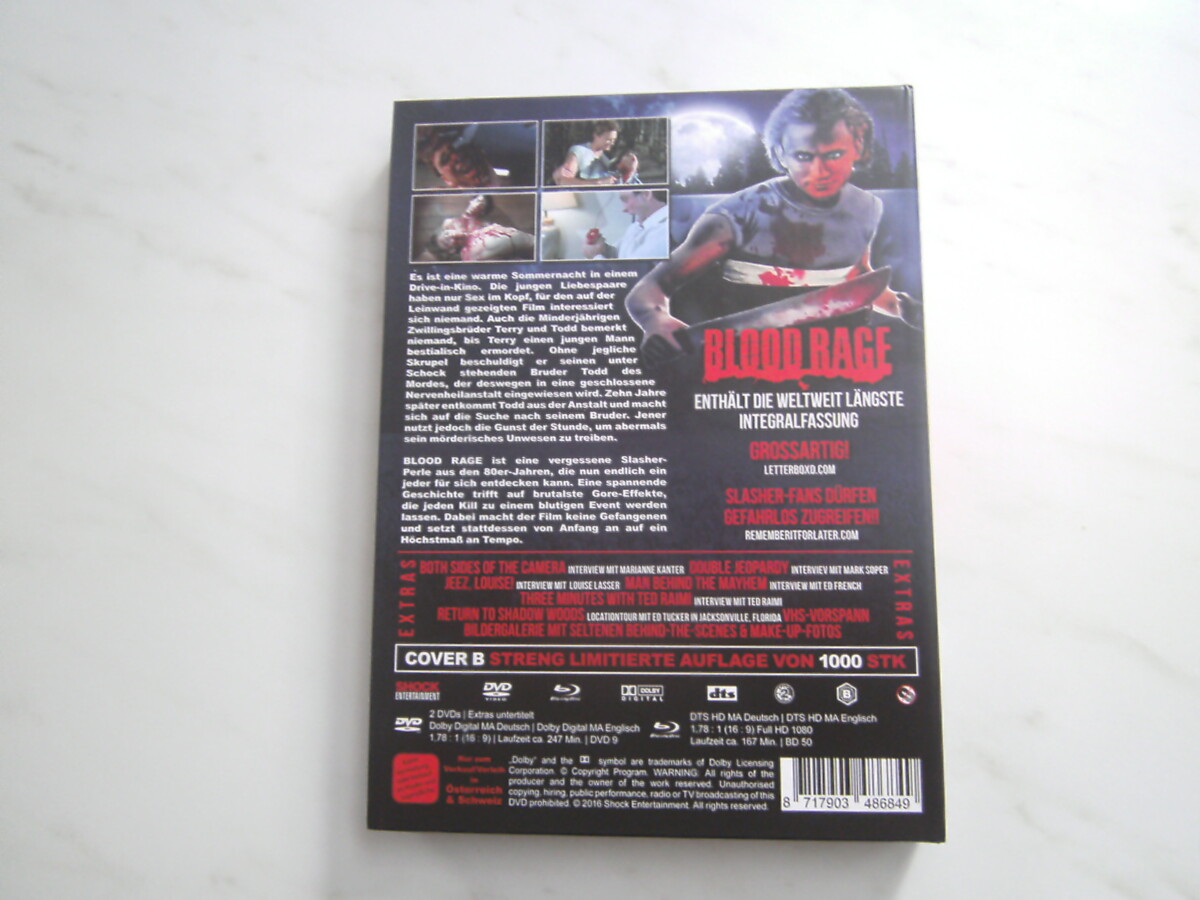 Es ist eine warme Sommernacht in einem
Drive-in-Kino. Die jungen Liebespaare
haben nur Sex im Kopf, für den auf der
Leinwand gezeigten Film interessiert
sich niemand. Auch die Minderjährigen
Zwillingsbrüder Terry und Todd bemerkt
niemand, bis Terry einen jungen Mann
bestialisch ermordet. Ohne jegliche
Skrupel beschuldigt er seinen unter
Schock stehenden Bruder Todd des
Mordes, der deswegen in eine geschlossene
Nervenheilanstalt eingewiesen wird. Zehn Jahre
später entkommt Todd aus der Anstalt und macht
sich auf die Suche nach seinem Bruder. Jener
nutzt jedoch die Gunst der Stunde, um abermals
sein mörderisches Unwesen zu treiben.
BLOOD RAGE ist eine vergessene Slasher-
Perle aus den 80er-Jahren, die nun endlich ein
jeder für sich entdecken kann. Eine spannende
Geschichte trifft auf brutalste Gore-Effekte,
die jeden Kill zu einem blutigen Event werden
lassen. Dabei macht der Film keine Gefangenen
und setzt stattdessen von Anfang an auf ein
Höchstmaß an Tempo.
BLOOD RAGE
ENTHÄLT DIE WELTWEIT LÄNGSTE
INTEGRALFASSUNG
GROSSARTIG!
LETTERBOXD.COM
SLASHER-FANS DÜRFEN
GEFAHRLOS ZUGREIFEN!!
REMEMBERITFORLATER.COM
EXTRAS
BOTH SIDES OF THE CAMERA INTERVIEW MIT MARIANNE KANTER DOUBLE JEOPARDY INTERVIEV MIT MARK SOPER
JEEZ, LOUISE! INTERVIEW MIT LOUISE LASSER MAN BEHIND THE MAYHEM INTERVIEW MIT ED FRENCH
THREE MINUTES WITH TED RAIMI INTERVIEW MIT TED RAIMI
RETURN TO SHADOW WOODS LOCATIONTOUR MIT ED TUCKER IN JACKSONVILLE, FLORIDA VHS-VORSPANN
BILDERGALERIE MIT SELTENEN BEHIND-THE-SCENES & MAKE-UP-FOTOS
EXTRAS
COVER B STRENG LIMITIERTE AUFLAGE VON 1000 STK
SHOCK
ENTERTAINMENT
DVD
VIDEO
Blu-ray Disc
DOLBY
DIGITAL
dts
B
DVD
2 DVDs | Extras untertitelt
Dolby Digital MA Deutsch | Dolby Digital MA Englisch
1.78 : 1 (16 : 9) | Laufzeit ca. 247 Min. | DVD 9
Blu-ray Disc
DTS HD MA Deutsch | DTS HD MA Englisch
1.78 : 1 (16 : 9) Full HD 1080
Laufzeit ca. 167 Min. | BD 50
Nur zum
Verkauf/Verleih
in
Österreich
& Schweiz
„Dolby" and the symbol are trademarks of Dolby Licensing
Corporation. © Copyright Program. WARNING: All rights of the
producer and the owner of the work reserved. Unauthorised
copying, hiring, public performance, radio or TV broadcasting of this
DVD prohibited. © 2016 Shock Entertainment. All rights reserved.
8 717903 486849